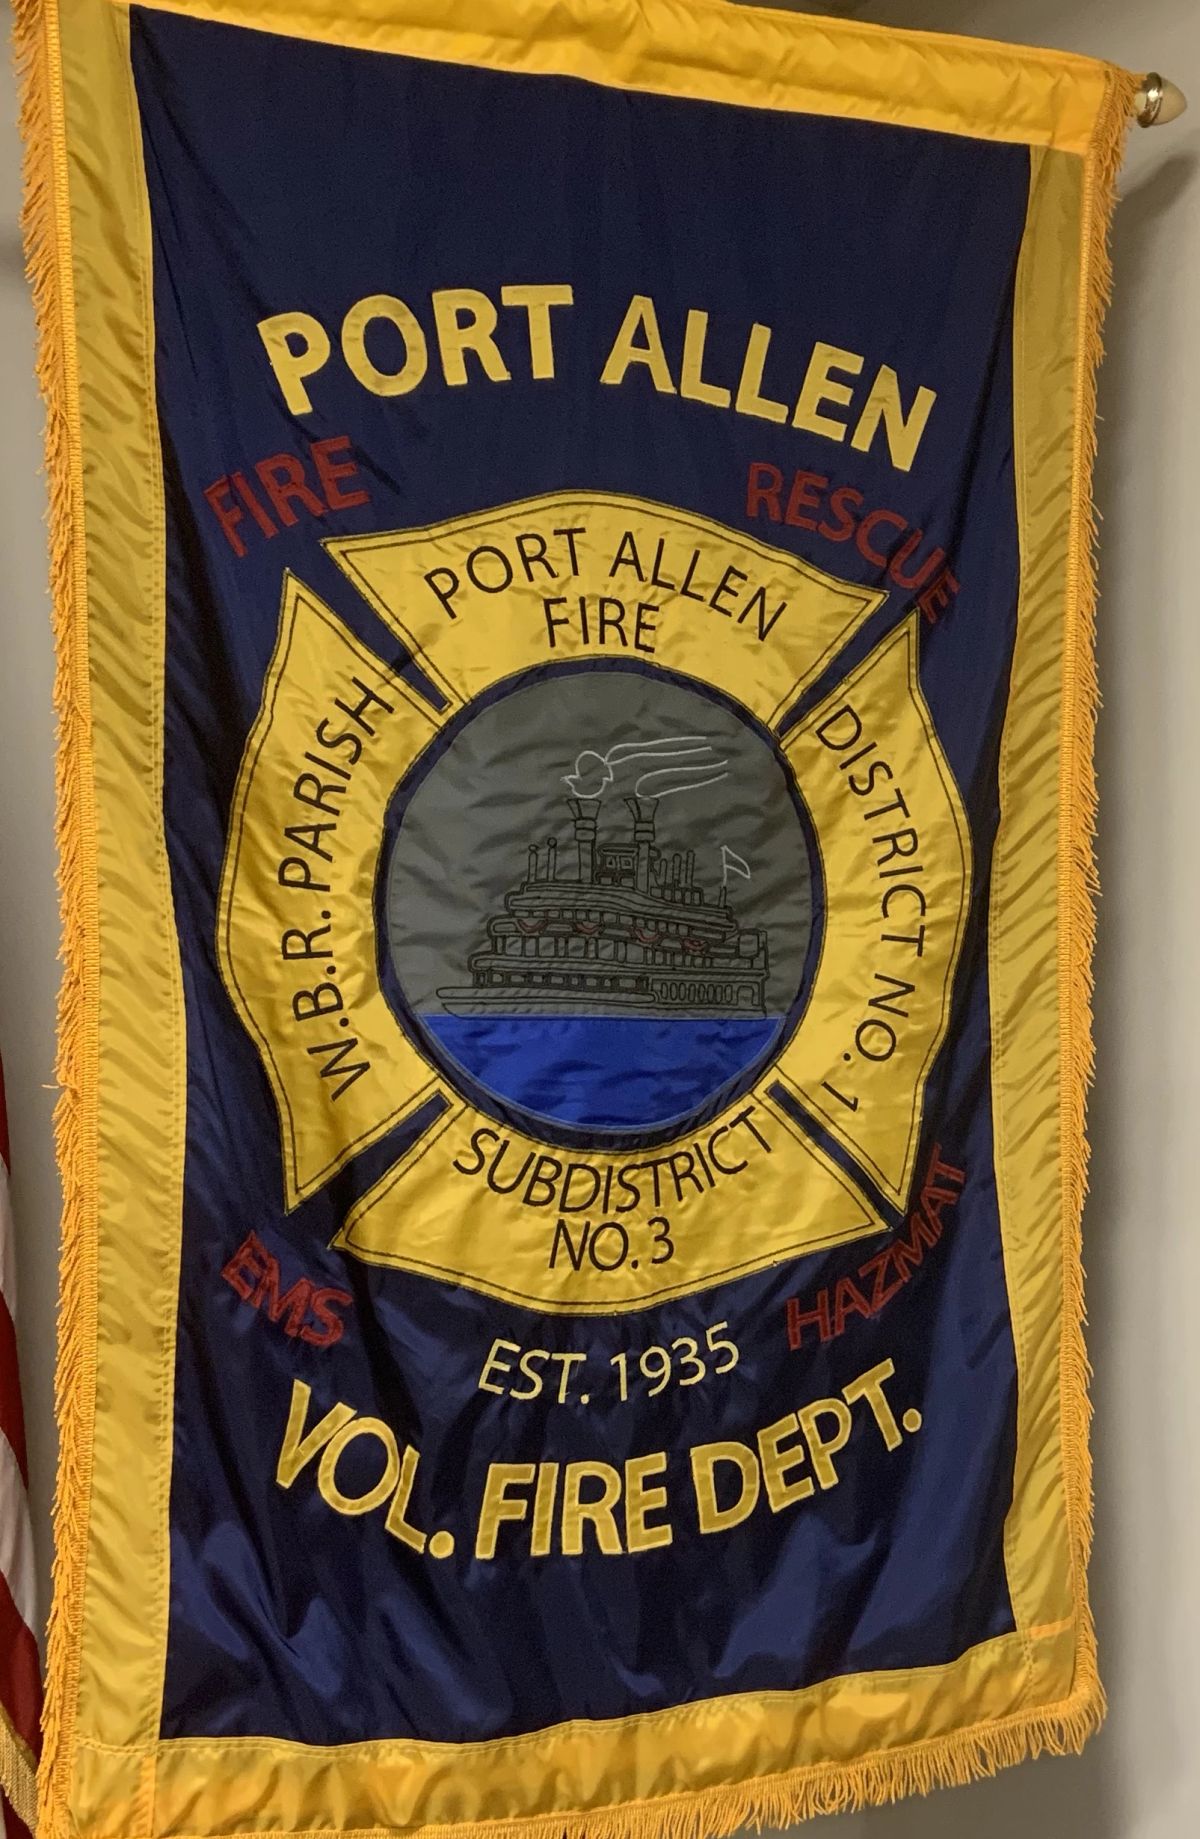 PORT ALLEN
FIRE
RESCUE
PORT ALLEN
FIRE
W.B.R. PARISH
DISTRICT NO. 1
SUBDISTRICT
NO. 3
EMS
HAZMAT
EST. 1935
VOL. FIRE DEPT.